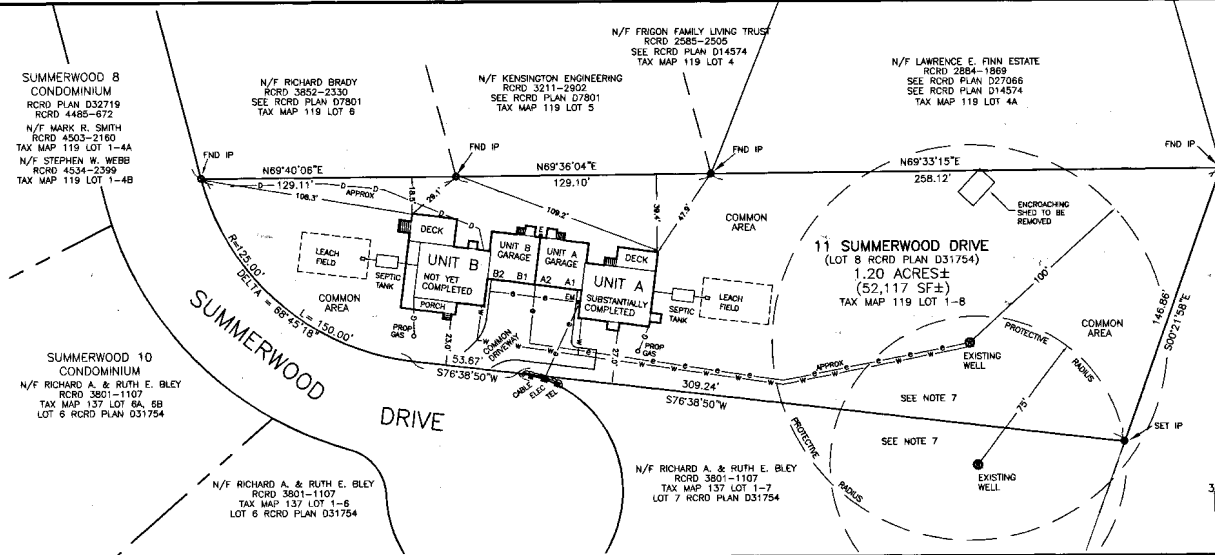 SUMMERWOOD 8
CONDOMINIUM
RCRD PLAN D32719
RCRD 4485-672
N/F MARK R. SMITH
RCRD 4503-2160
TAX MAP 119 LOT 1-4A
N/F STEPHEN W. WEBB
RCRD 4534-2399
TAX MAP 119 LOT 1-4B
N/F RICHARD BRADY
RCRD 3852-2330
SEE RCRD PLAN D7801
TAX MAP 119 LOT 6
N/F KENSINGTON ENGINEERING
RCRD 3211-2902
SEE RCRD PLAN D7801
TAX MAP 119 LOT 5
N/F FRIGON FAMILY LIVING TRUST
RCRD 2585-2505
SEE RCRD PLAN D14574
TAX MAP 119 LOT 4
N/F LAWRENCE E. FINN ESTATE
RCRD 2884-1869
SEE RCRD PLAN D27066
SEE RCRD PLAN D14574
TAX MAP 119 LOT 4A
FND IP
FND IP
FND IP
FND IP
N69°40'06"E
129.11'
N69°36'04"E
129.10'
N69°33'15"E
258.12'
D
D
D
D
D
APPROX
106.3'
18.5'
29.1'
109.2'
39.4'
47.9'
ENCROACHING
SHED TO BE
REMOVED
COMMON
AREA
11 SUMMERWOOD DRIVE
(LOT 8 RCRD PLAN D31754)
1.20 ACRES±
(52,117 SF±)
TAX MAP 119 LOT 1-8
100'
146.86'
S00°21'58"E
COMMON
AREA
DECK
UNIT B
NOT YET
COMPLETED
PORCH
UNIT B
GARAGE
E
UNIT A
GARAGE
DECK
UNIT A
SUBSTANTIALLY
COMPLETED
B2
B1
A2
A1
EM
LEACH
FIELD
SEPTIC
TANK
SEPTIC
TANK
LEACH
FIELD
G
PROP
GAS
G
PROP
GAS
23.0'
27.0'
COMMON
DRIVEWAY
COMMON
AREA
R=125.00'
DELTA = 68°45'18"
L= 150.00'
53.67'
S76°38'50"W
309.24'
S76°38'50"W
CABLE
ELEC
TEL
APPROX
EXISTING
WELL
PROTECTIVE
RADIUS
75'
SEE NOTE 7
SEE NOTE 7
SET IP
PROTECTIVE
RADIUS
EXISTING
WELL
SUMMERWOOD
DRIVE
SUMMERWOOD 10
CONDOMINIUM
N/F RICHARD A. & RUTH E. BLEY
RCRD 3801-1107
TAX MAP 137 LOT 6A, 6B
LOT 6 RCRD PLAN D31754
N/F RICHARD A. & RUTH E. BLEY
RCRD 3801-1107
TAX MAP 137 LOT 1-6
LOT 6 RCRD PLAN D31754
N/F RICHARD A. & RUTH E. BLEY
RCRD 3801-1107
TAX MAP 137 LOT 1-7
LOT 7 RCRD PLAN D31754
3